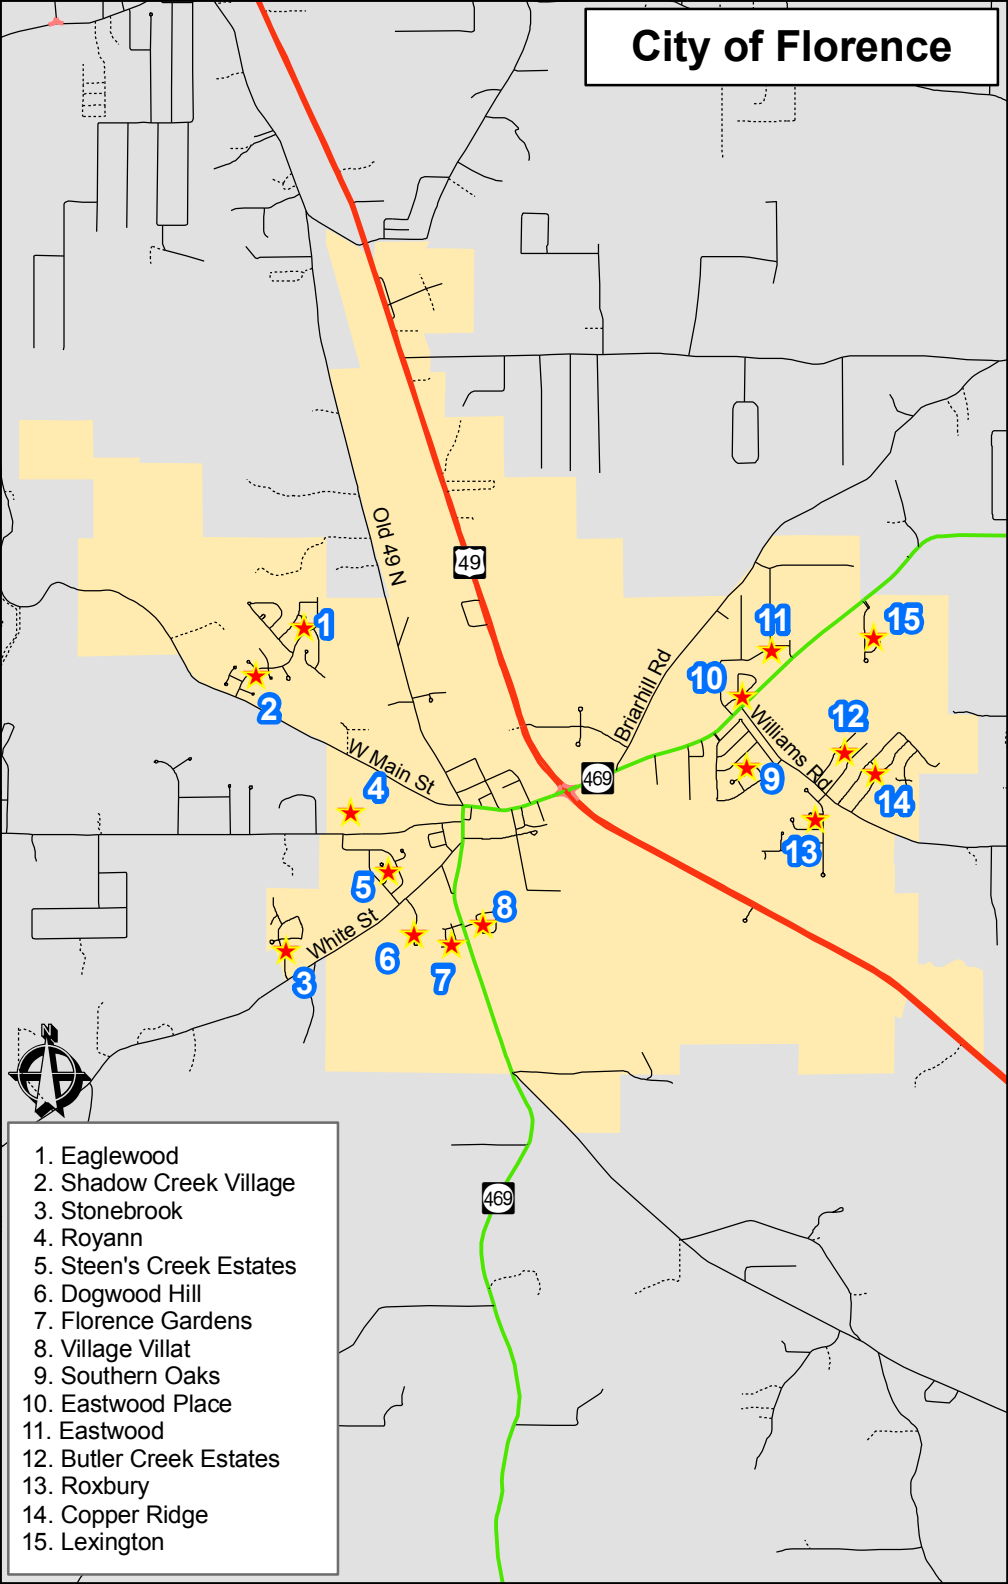 City of Florence
Old 49 N
49
1
11
15
Briarhill Rd
10
2
Williams Rd
12
W Main St
469
9
4
14
13
5
8
White St
6
7
3
N
1. Eaglewood
2. Shadow Creek Village
3. Stonebrook
4. Royann
5. Steen's Creek Estates
6. Dogwood Hill
7. Florence Gardens
8. Village Villat
9. Southern Oaks
10. Eastwood Place
11. Eastwood
12. Butler Creek Estates
13. Roxbury
14. Copper Ridge
15. Lexington
469